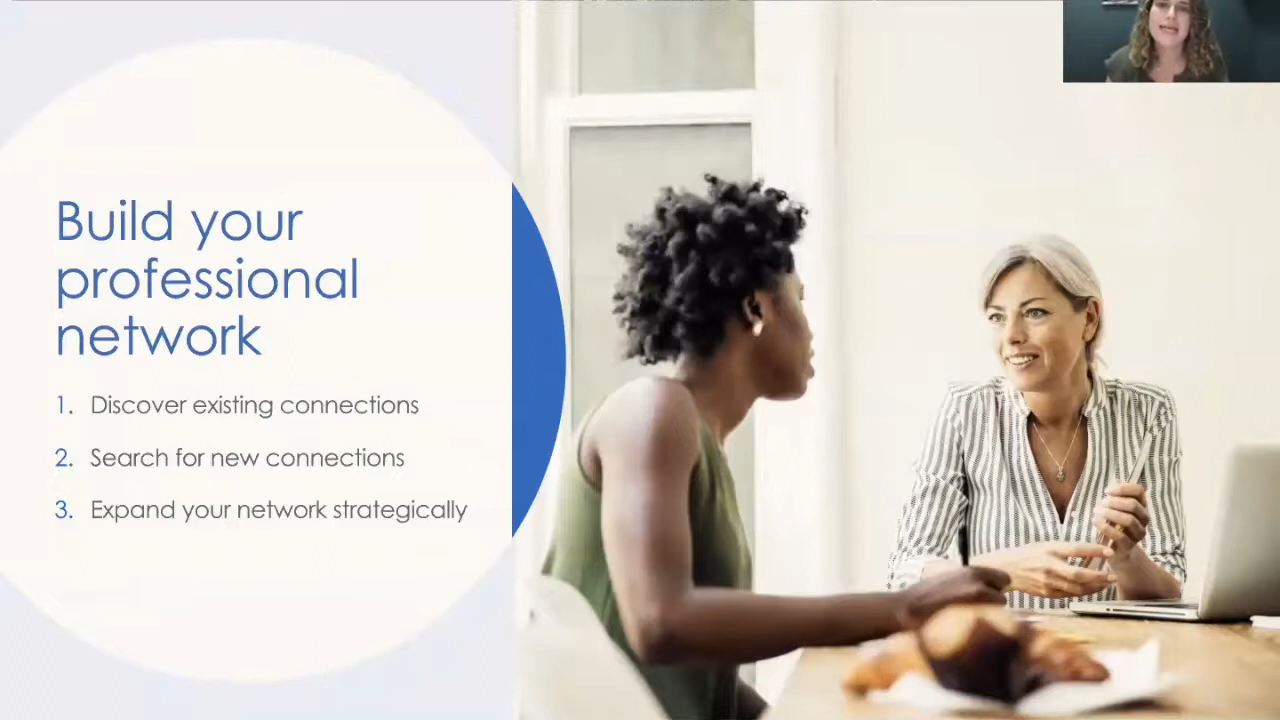 Build your
professional
network
1. Discover existing connections
2. Search for new connections
3. Expand your network strategically